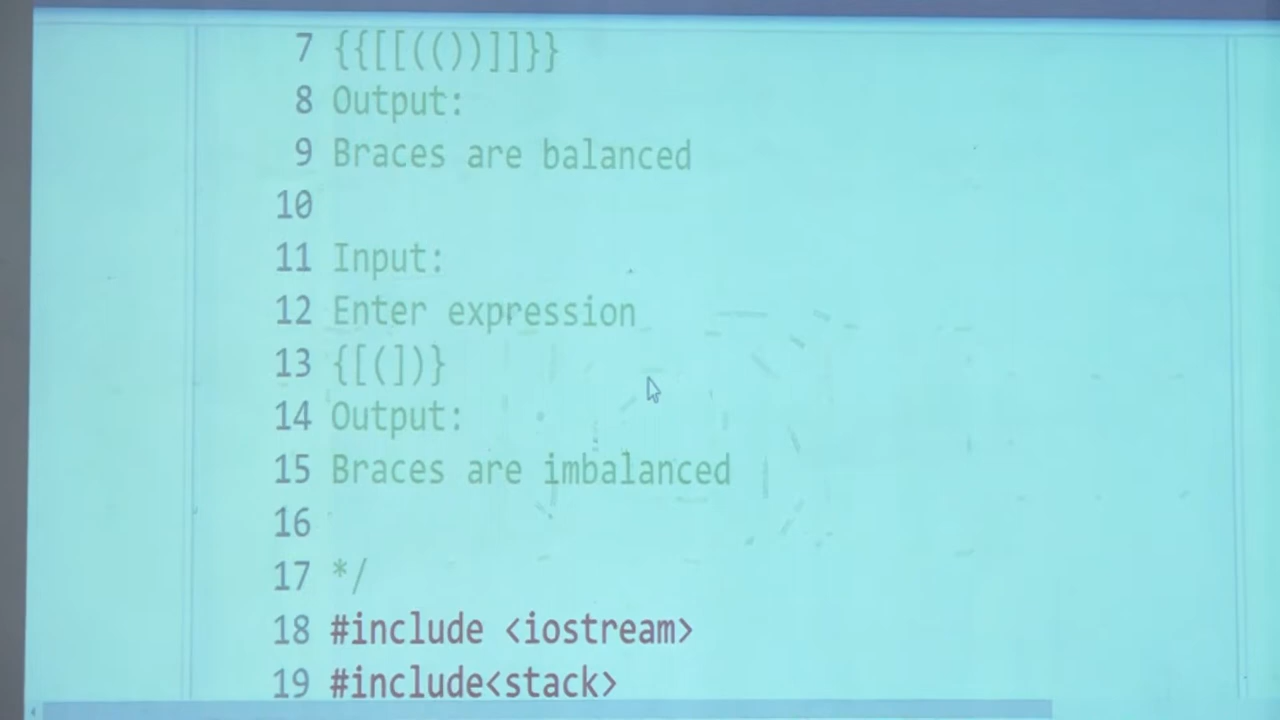 7 {{[[(())]]}}
8 Output:
9 Braces are balanced
10
11 Input:
12 Enter expression
13 {[(])}
14 Output:
15 Braces are imbalanced
16
17 */
18 #include <iostream>
19 #include<stack>